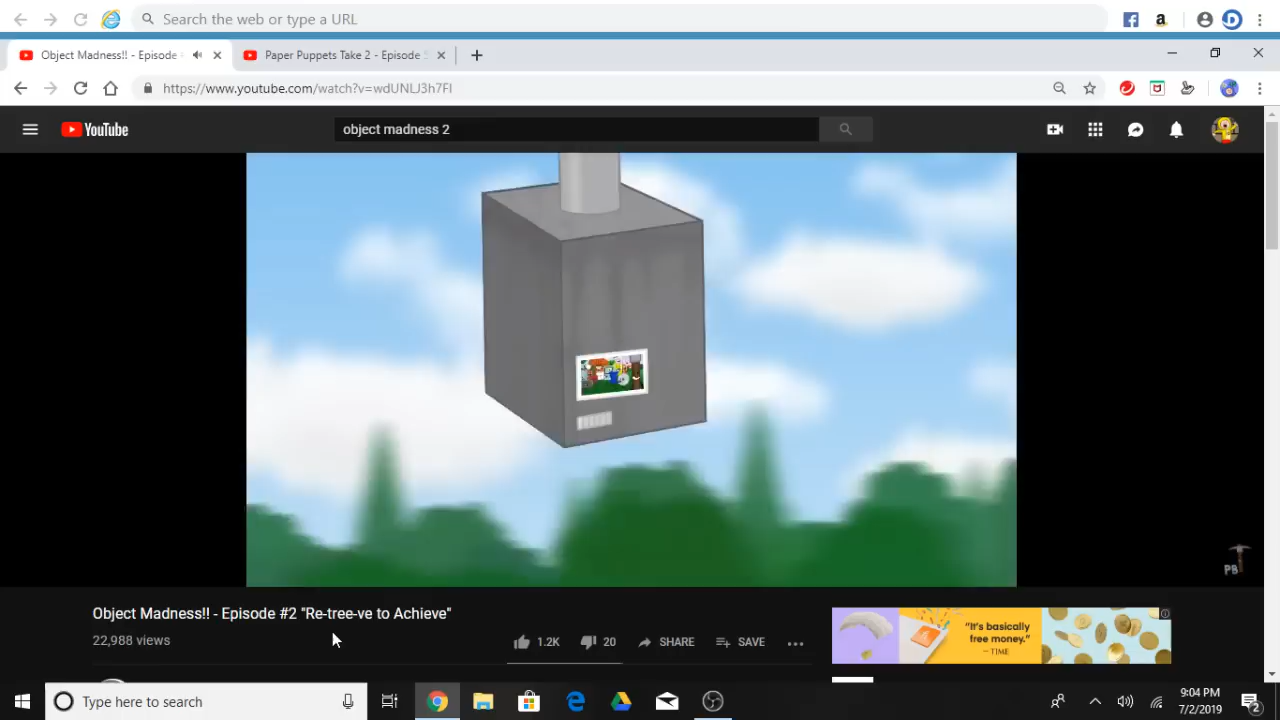 Search the web or type a URL
Object Madness!! - Episode
Paper Puppets Take 2 - Episode
https://www.youtube.com/watch?v=wdUNLJ3h7FI
YouTube
object madness 2
PB
Object Madness!! - Episode #2 "Re-tree-ve to Achieve"
22,988 views
1.2K
20
SHARE
SAVE
"It's basically
free money."
— TIME
Type here to search
9:04 PM
7/2/2019
2